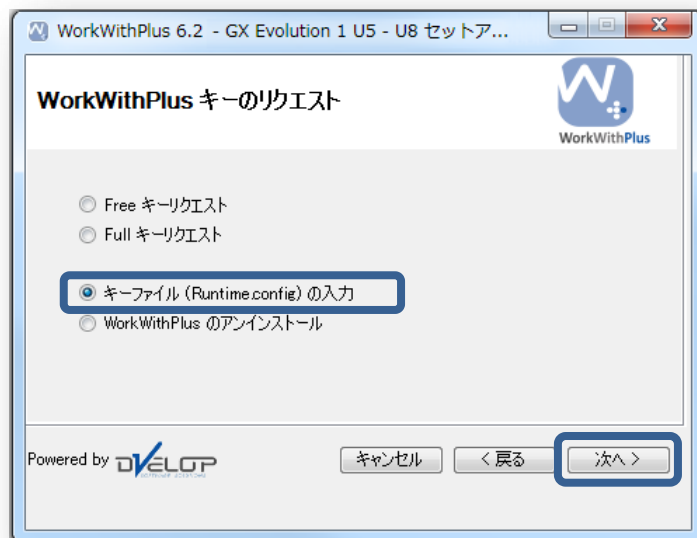 WorkWithPlus 6.2 - GX Evolution 1 U5 - U8 セットア...
WorkWithPlus キーのリクエスト
WorkWithPlus
Free キーリクエスト
Full キーリクエスト
キーファイル (Runtime.config) の入力
WorkWithPlus のアンインストール
Powered by DVELOP
キャンセル
< 戻る
次へ >